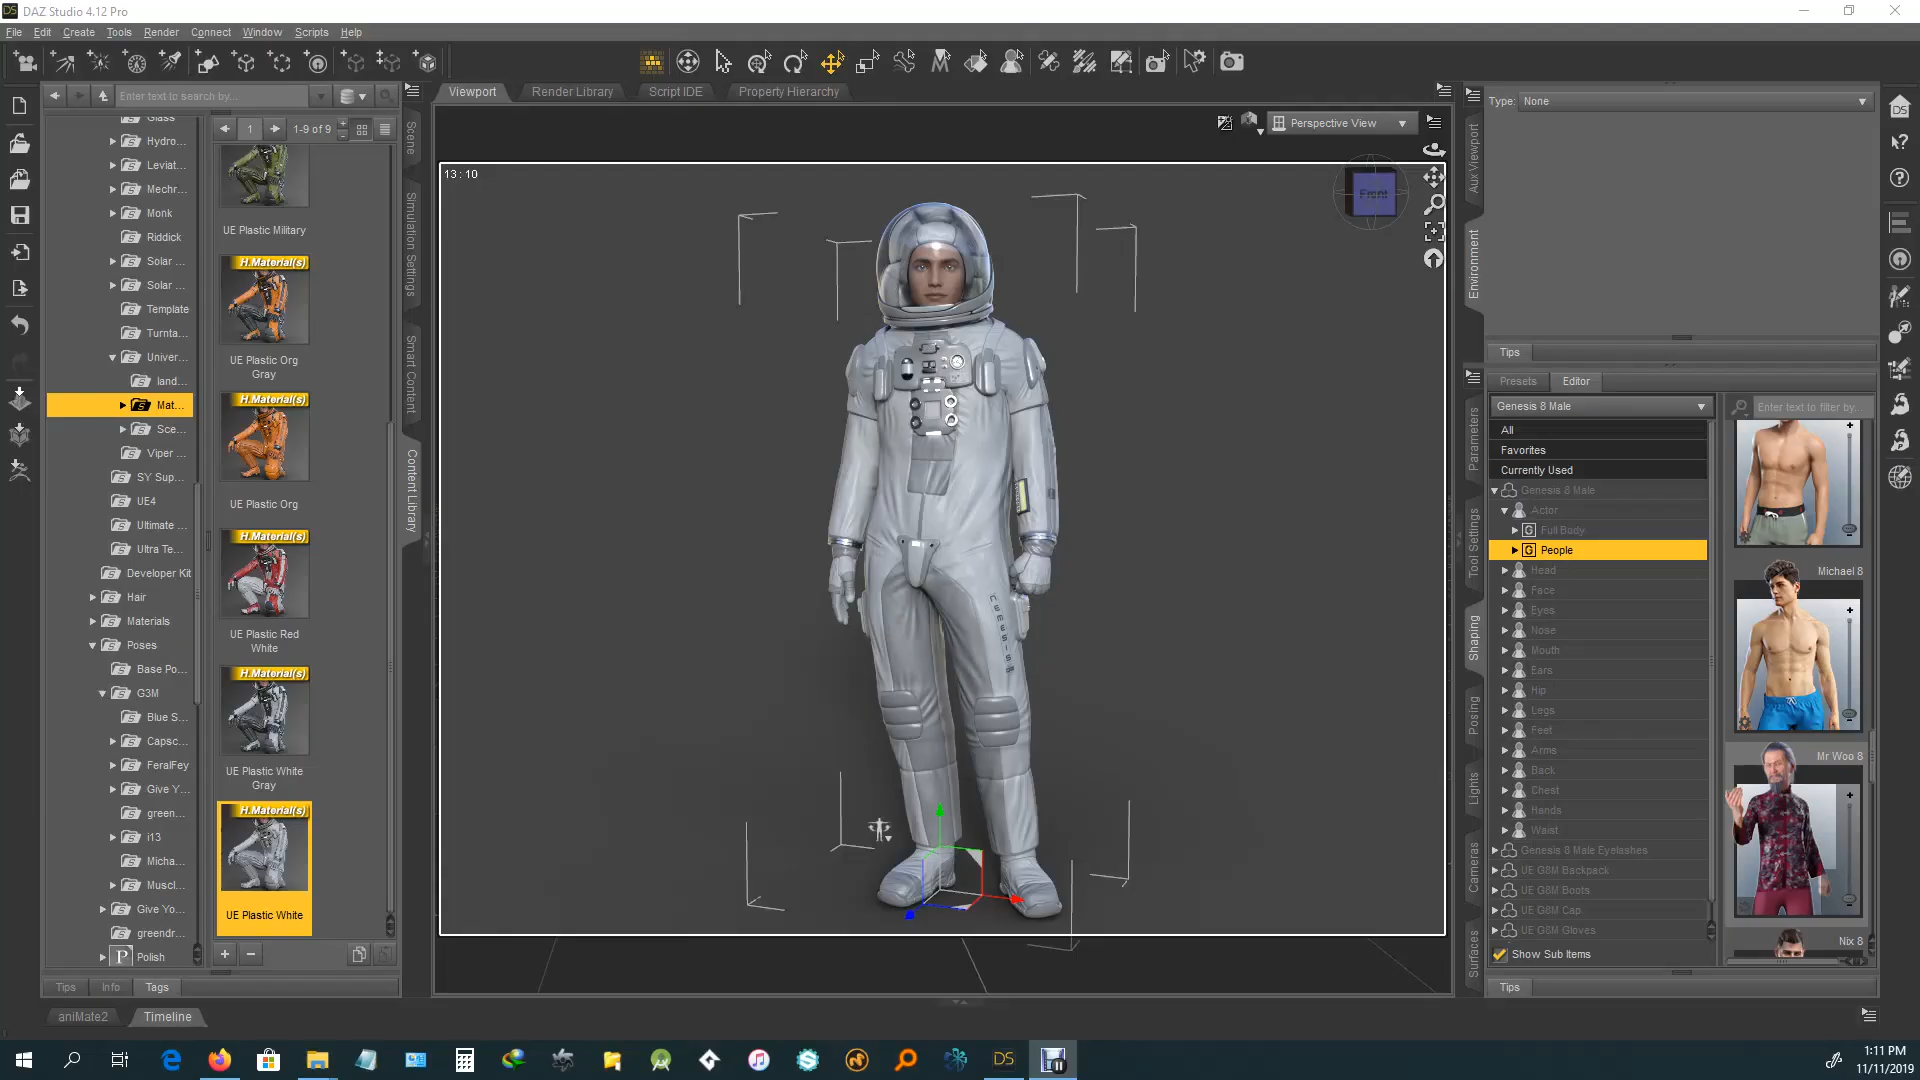 DAZ Studio 4.12 Pro
File Edit Create Tools Render Connect Window Scripts Help
Enter text to search by...
Glass
Hydro...
Leviat...
Mechr...
Monk
Riddick
Solar ...
Solar ...
Template
Turnta...
Univer...
land...
Mat...
Sce...
Viper ...
SY Sup...
UE4
Ultimate ...
Ultra Te...
Developer Kit
Hair
Materials
Poses
Base Po...
G3M
Blue S...
Capsc...
FeralFey
Give Y...
green...
i13
Micha...
Muscl...
Give Yo...
greendr...
P Polish
1
1-9 of 9
UE Plastic Military
H.Material(s)
UE Plastic Org
Gray
H.Material(s)
UE Plastic Org
H.Material(s)
UE Plastic Red
White
H.Material(s)
UE Plastic White
Gray
H.Material(s)
UE Plastic White
Tips Info Tags
aniMate2 Timeline
Scene
Simulation Settings
Smart Content
Content Library
Viewport Render Library Script IDE Property Hierarchy
Perspective View
13 : 10
Front
NEMESIS
Aux Viewport
Environment
Type: None
Tips
Parameters
Tool Settings
Shaping
Posing
Lights
Cameras
Surfaces
Presets Editor
Genesis 8 Male
Enter text to filter by...
All
Favorites
Currently Used
Genesis 8 Male
Actor
G Full Body
G People
Head
Face
Eyes
Nose
Mouth
Ears
Hip
Legs
Feet
Arms
Back
Chest
Hands
Waist
Genesis 8 Male Eyelashes
UE G8M Backpack
UE G8M Boots
UE G8M Cap
UE G8M Gloves
Show Sub Items
Michael 8
Mr Woo 8
Nix 8
Tips
DS
1:11 PM
11/11/2019